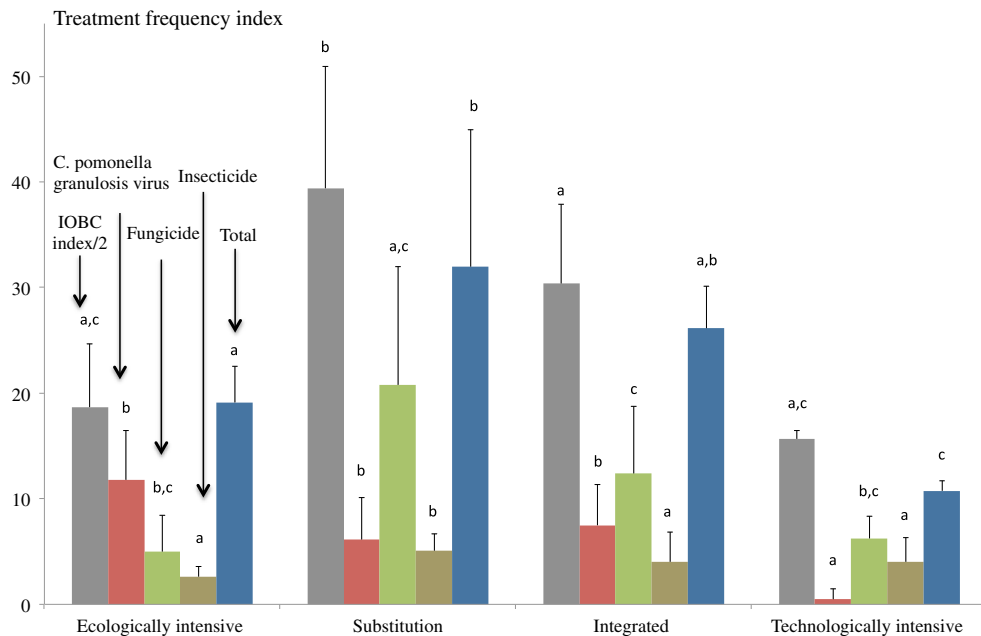 Treatment frequency index
50
40
30
20
10
0
C. pomonella
granulosis virus
Insecticide
IOBC
index/2
Fungicide
Total
a,c
b
b,c
a
a
b
b
a,c
b
b
a
b
c
a
a,b
a,c
a
b,c
a
c
Ecologically intensive
Substitution
Integrated
Technologically intensive